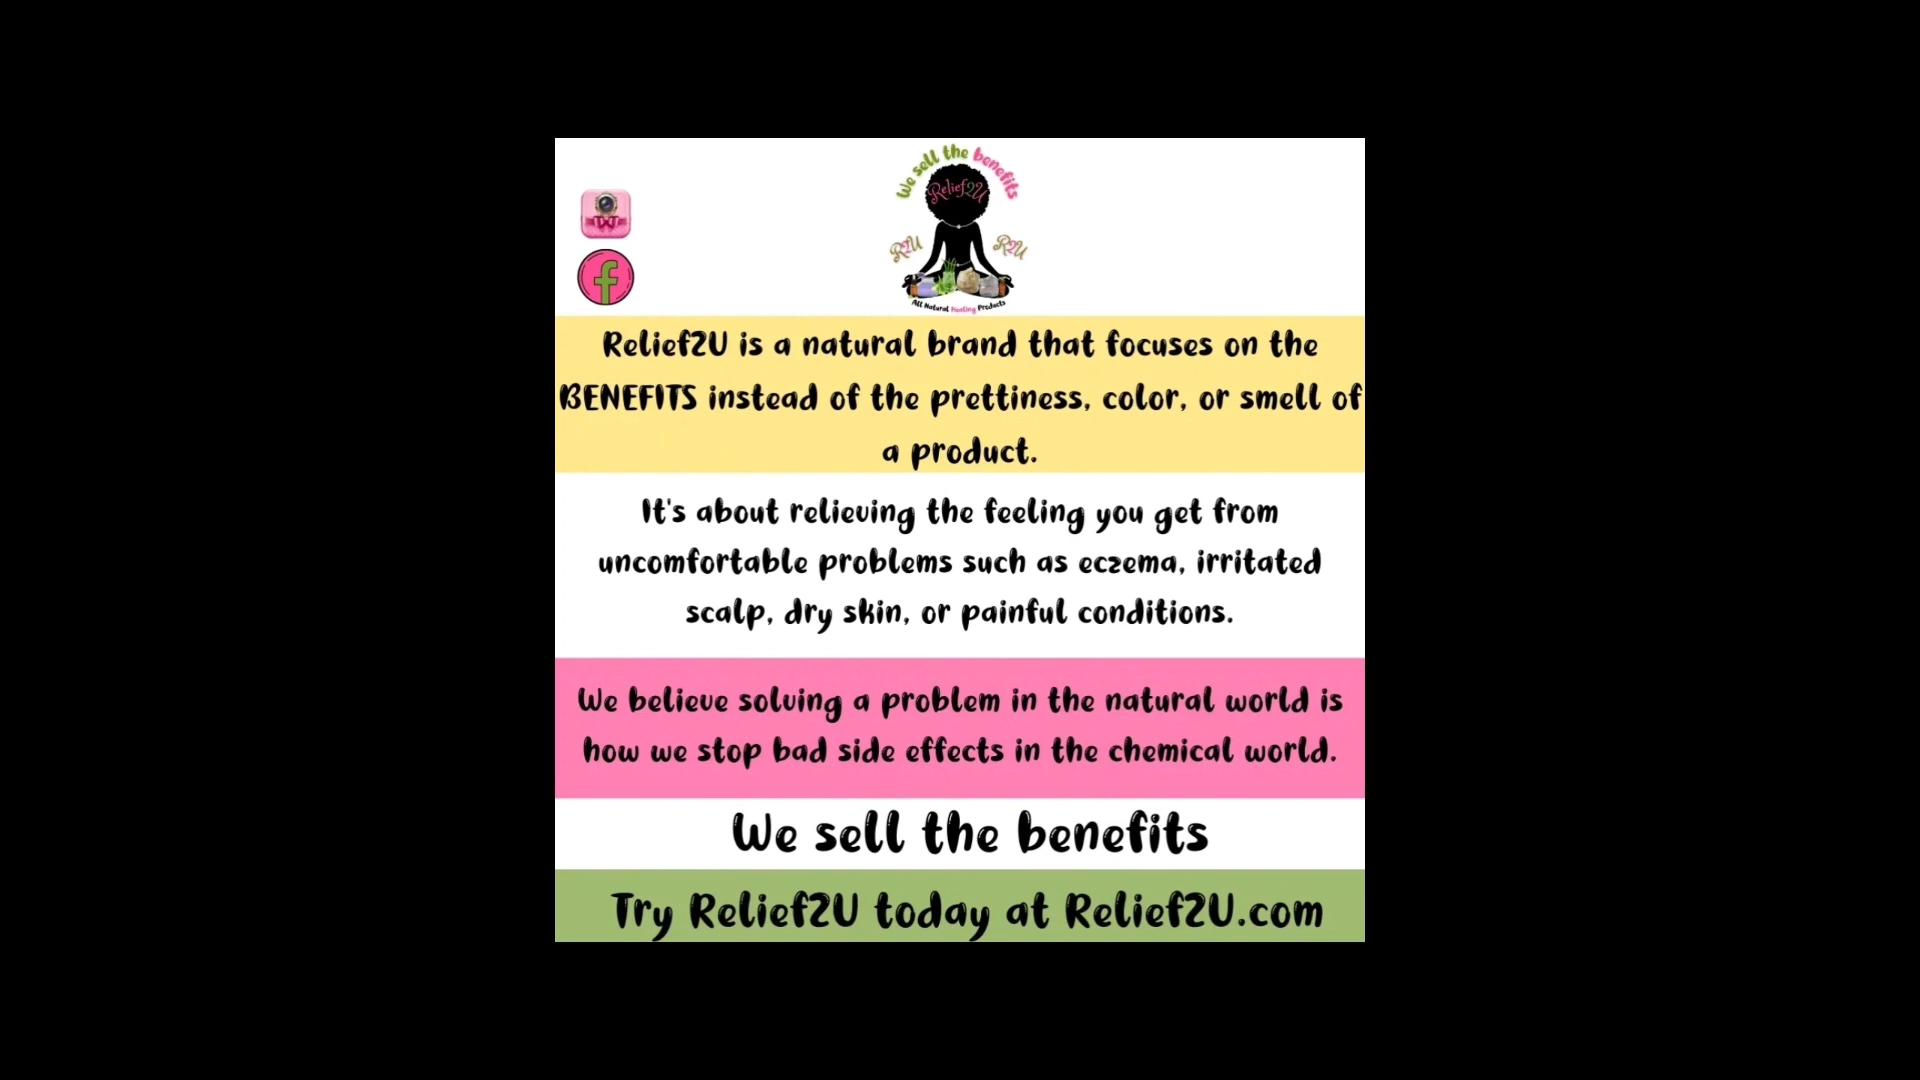 We sell the benefits
Relief2U
R2U
R2U
All Natural Healing Products
Relief2U is a natural brand that focuses on the
BENEFITS instead of the prettiness, color, or smell of
a product.
It's about relieving the feeling you get from
uncomfortable problems such as eczema, irritated
scalp, dry skin, or painful conditions.
We believe solving a problem in the natural world is
how we stop bad side effects in the chemical world.
We sell the benefits
Try Relief2U today at Relief2U.com